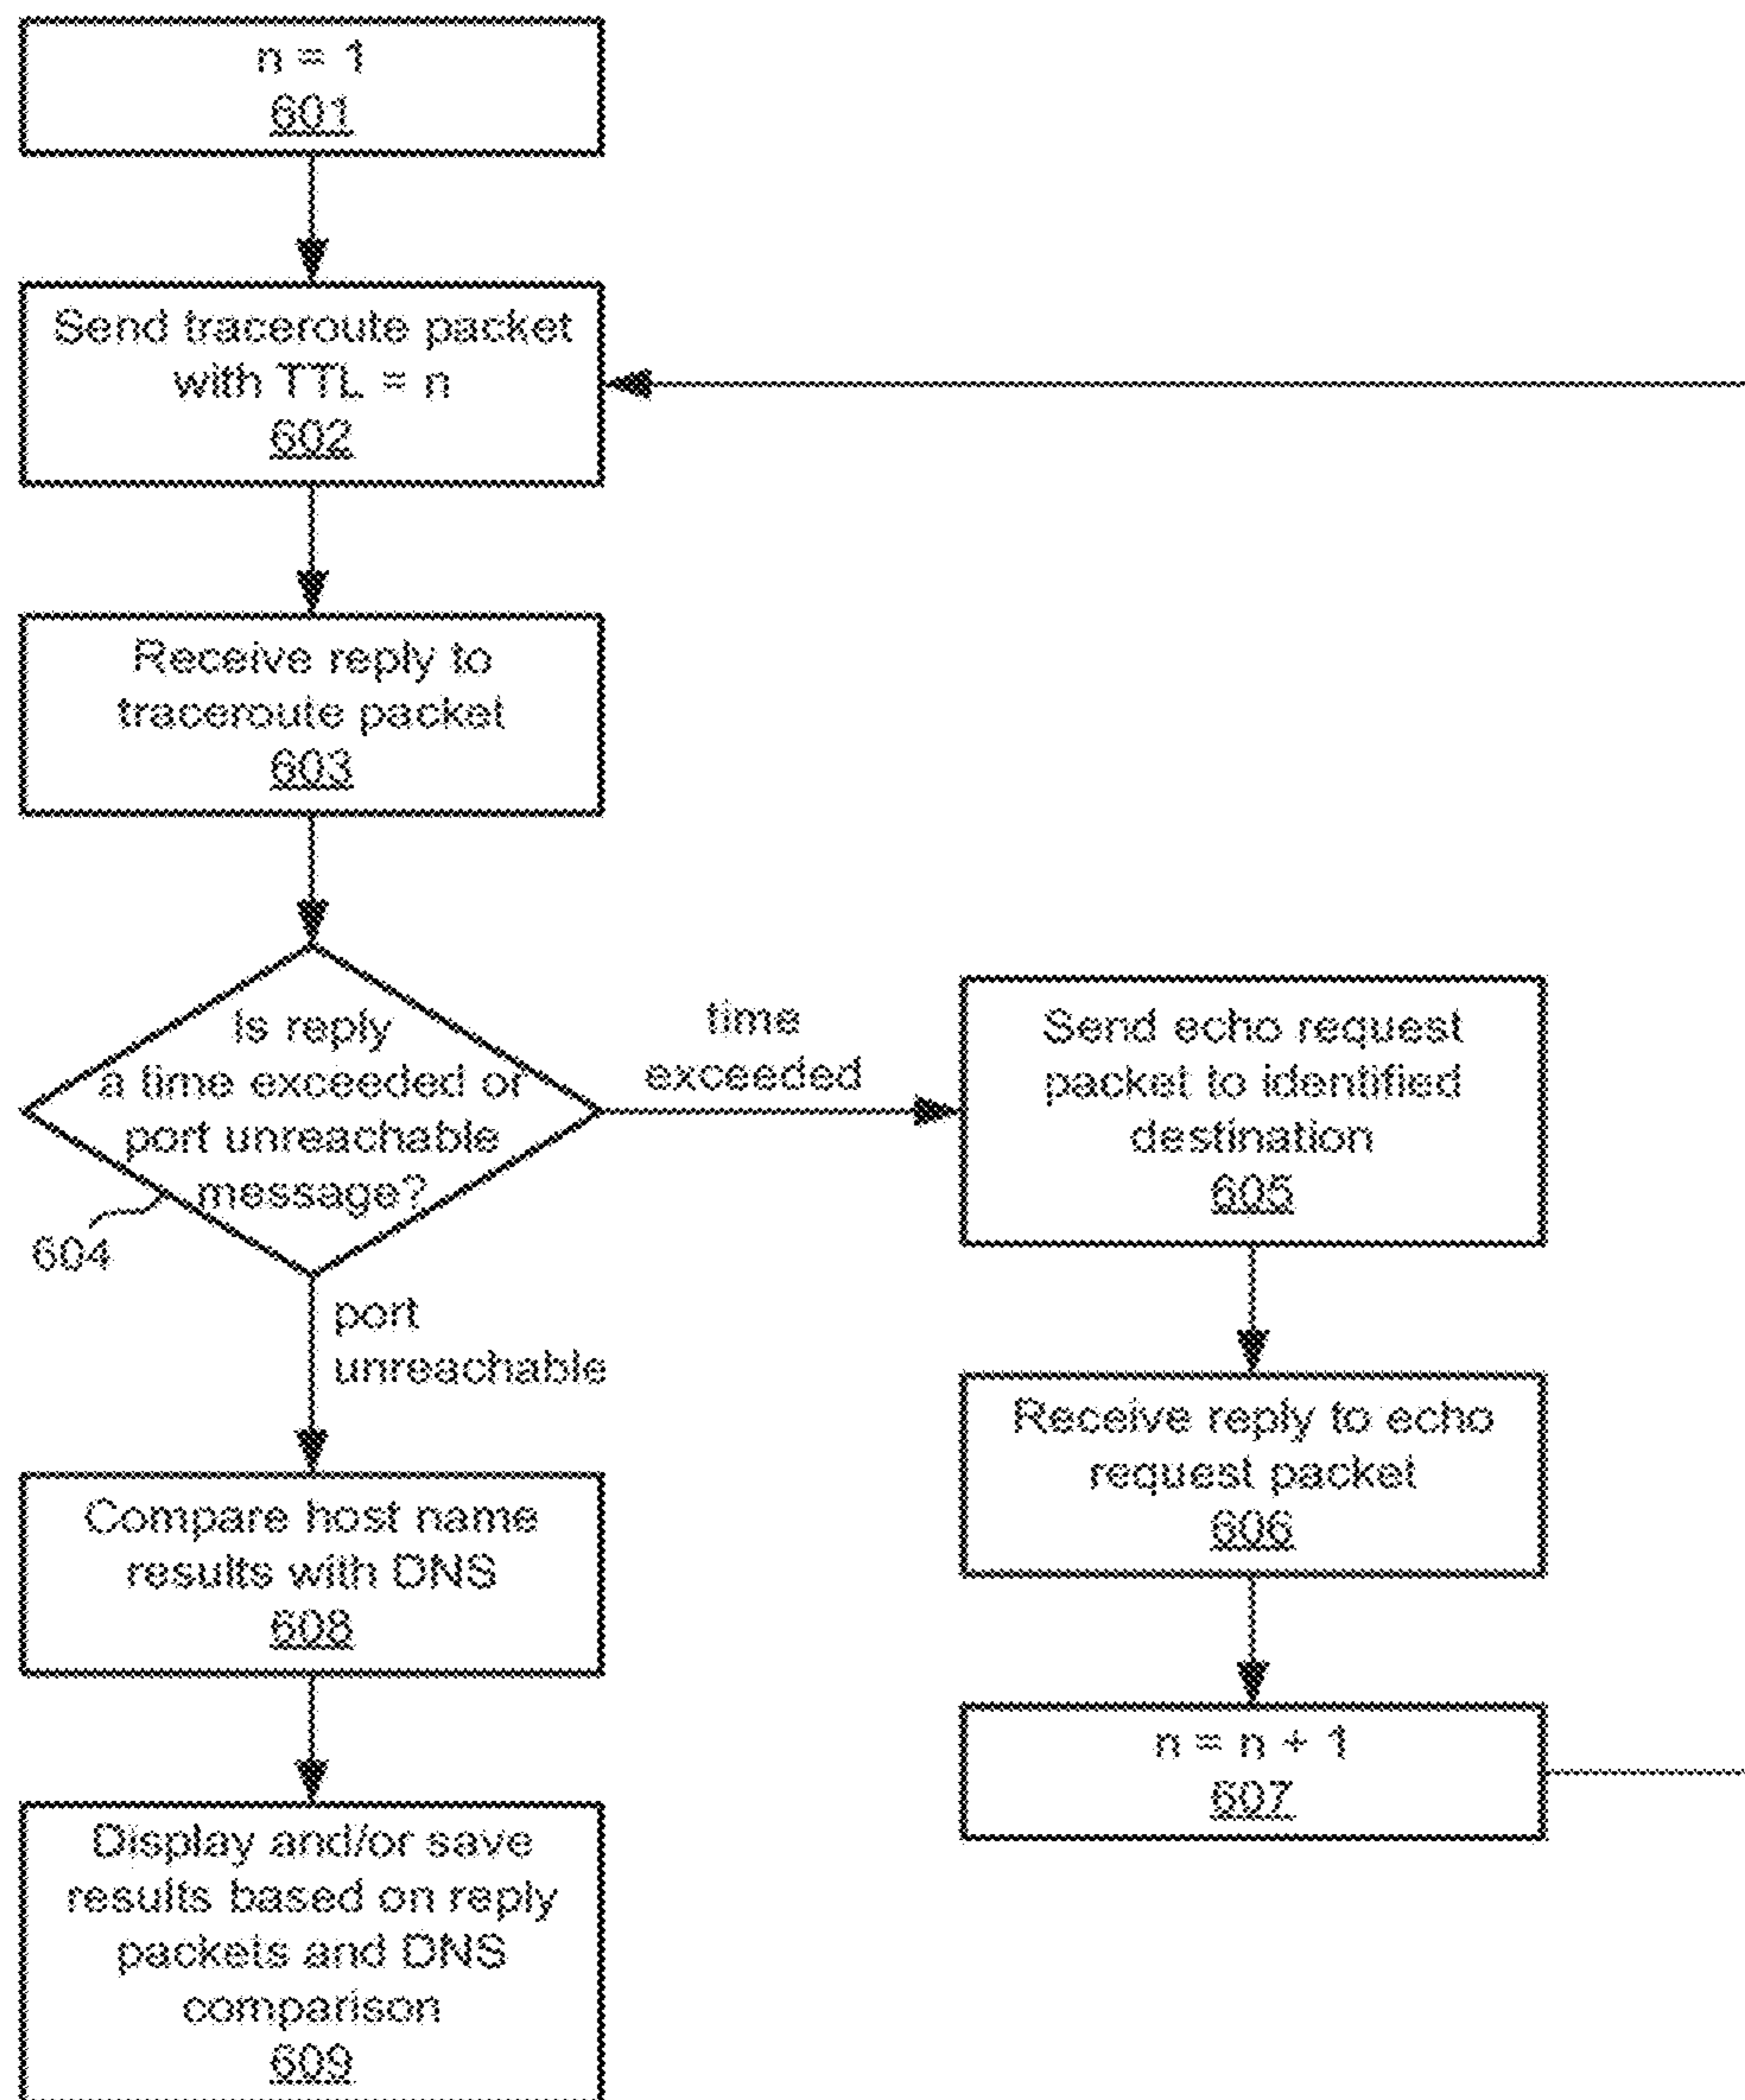 n = 1
601
Send traceroute packet
with TTL = n
602
Receive reply to
traceroute packet
603
Is reply
a time exceeded or
port unreachable
message?
604
time
exceeded
Send echo request
packet to identified
destination
605
Receive reply to echo
request packet
606
n = n + 1
607
port
unreachable
Compare host name
results with DNS
608
Display and/or save
results based on reply
packets and DNS
comparison
609